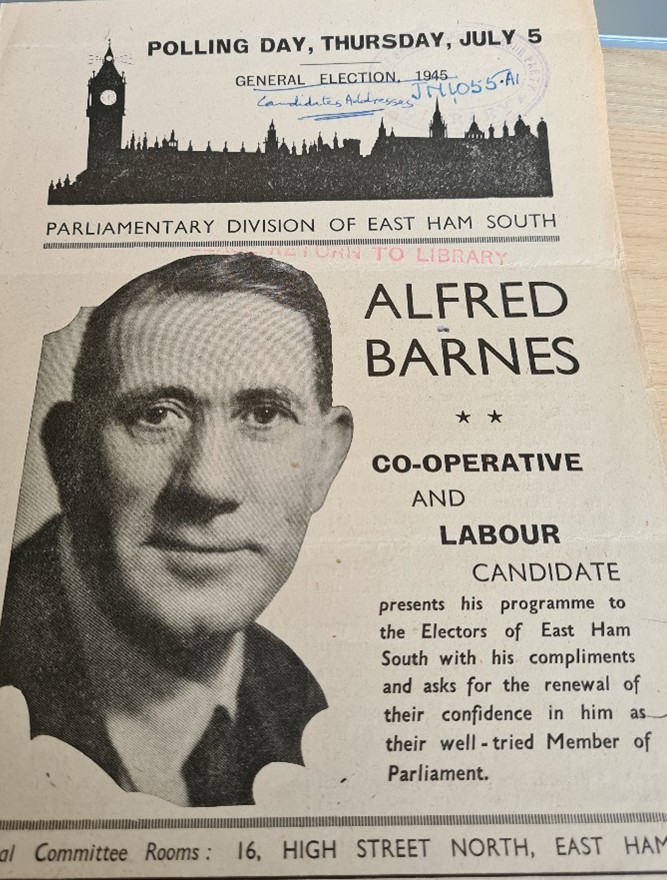 POLLING DAY, THURSDAY, JULY 5
GENERAL ELECTION, 1945
Candidates Addresses
JN1055.A1
PARLIAMENTARY DIVISION OF EAST HAM SOUTH
RETURN TO LIBRARY
ALFRED
BARNES
★ ★
CO-OPERATIVE
AND
LABOUR
CANDIDATE
presents his programme to
the Electors of East Ham
South with his compliments
and asks for the renewal of
their confidence in him as
their well-tried Member of
Parliament.
al Committee Rooms: 16, HIGH STREET NORTH, EAST HAM